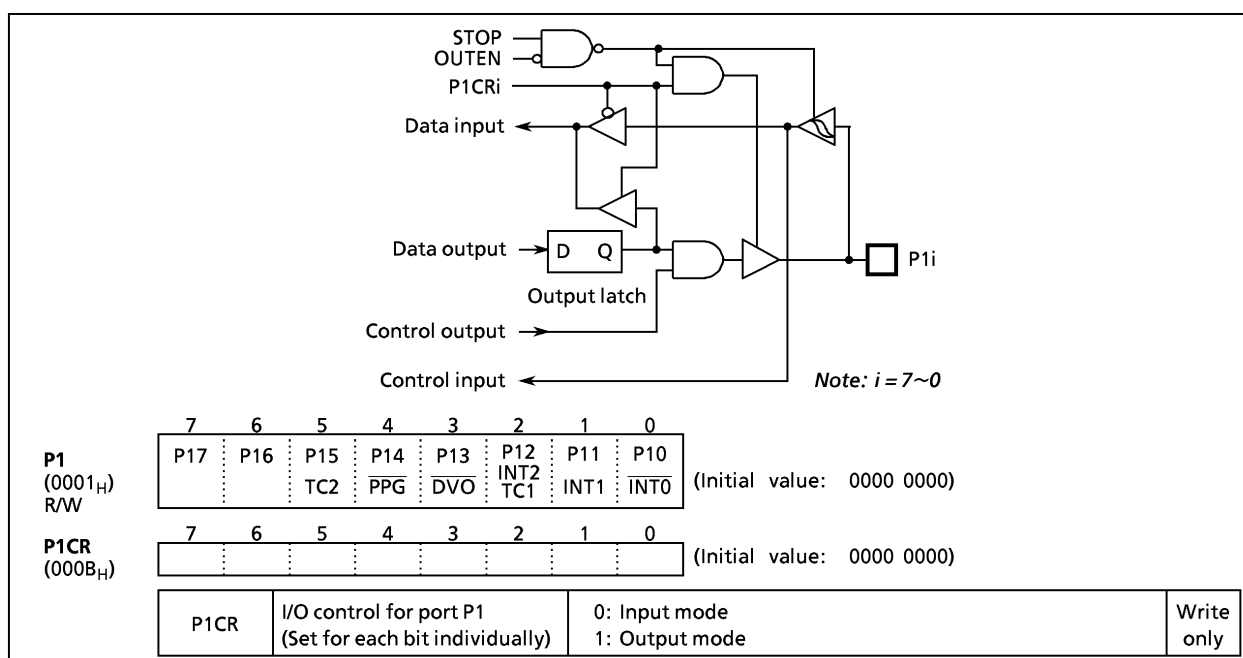 STOP
OUTEN
P1CRi
Data input
Data output
D Q
P1i
Output latch
Control output
Control input
Note: i = 7~0
7 6 5 4 3 2 1 0
P1
(0001H)
R/W
P17 P16 P15 P14 P13 P12 P11 P10
TC2 PPG DVO INT2 TC1 INT1 INT0
(Initial value: 0000 0000)
7 6 5 4 3 2 1 0
P1CR
(000BH)
(Initial value: 0000 0000)
P1CR
I/O control for port P1
(Set for each bit individually)
0: Input mode
1: Output mode
Write
only